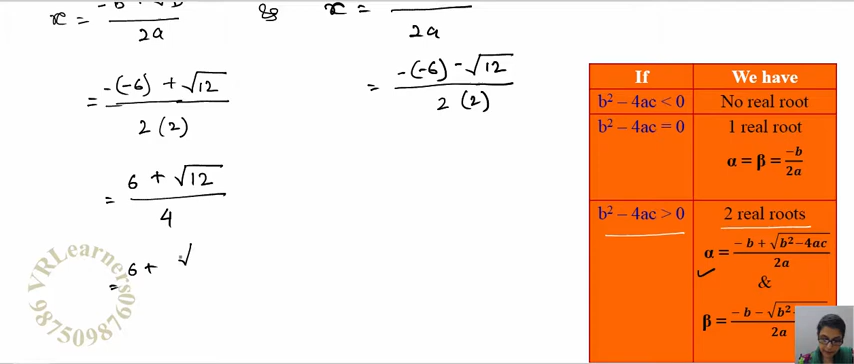 x = -b + √D / 2a & x = / 2a
= -(-6) + √12 / 2(2)
= -(-6) - √12 / 2(2)
= 6 + √12 / 4
= 6 + √
VRLearners
9875098760
If We have
b² – 4ac < 0 No real root
b² – 4ac = 0 1 real root
α = β = -b / 2a
b² – 4ac > 0 2 real roots
α = -b + √b²-4ac / 2a
&
β = -b - √b²- / 2a